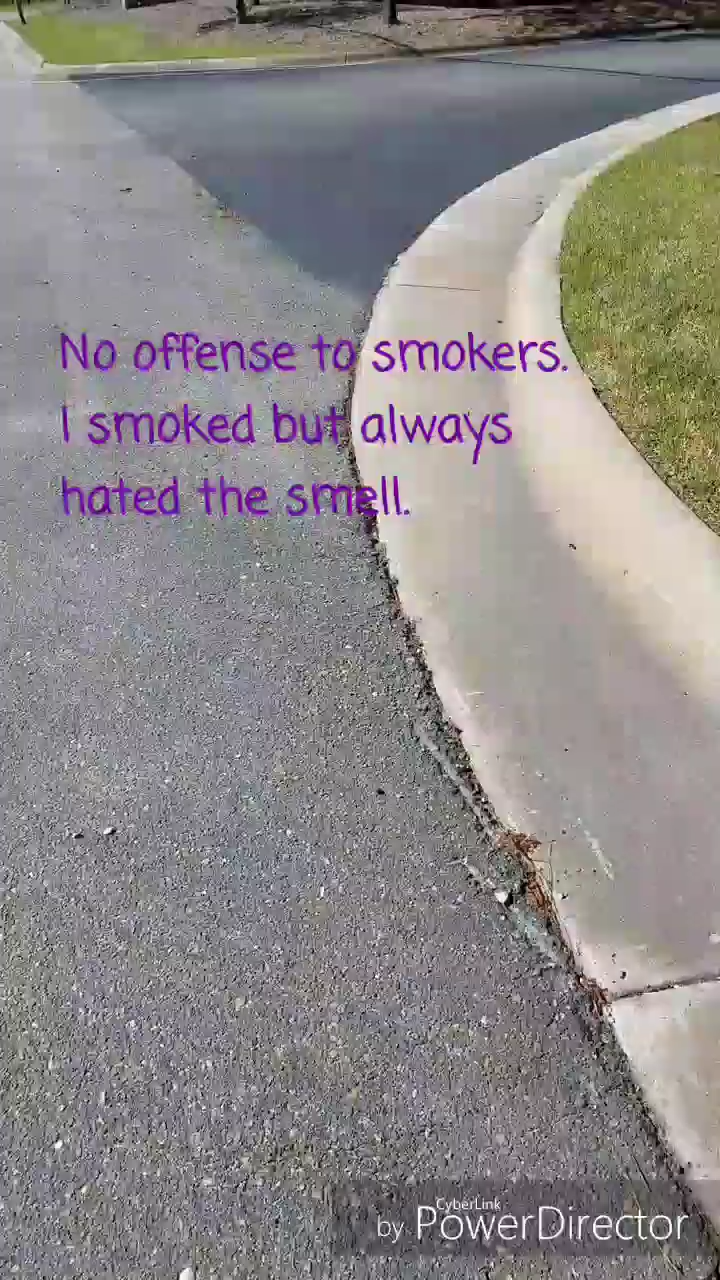 No offense to smokers.
I smoked but always
hated the smell.
CyberLink
by PowerDirector